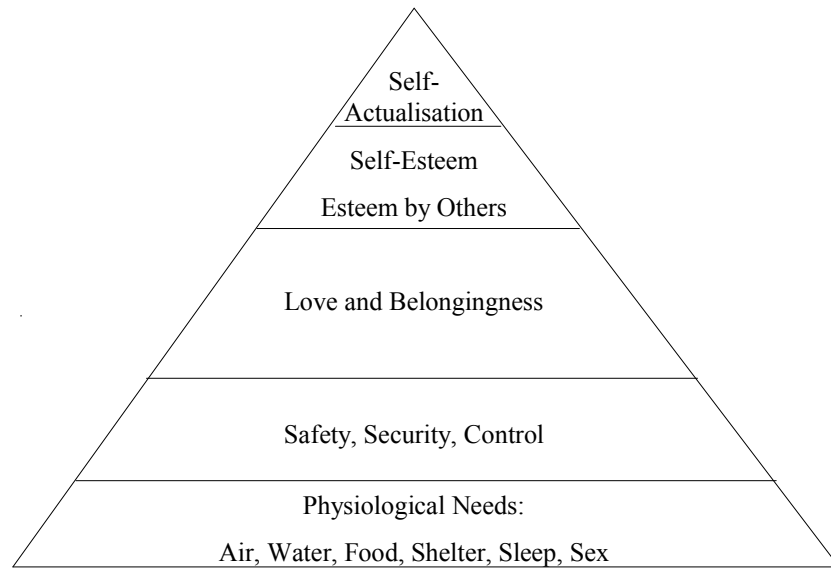 Self-
Actualisation
Self-Esteem
Esteem by Others
Love and Belongingness
Safety, Security, Control
Physiological Needs:
Air, Water, Food, Shelter, Sleep, Sex